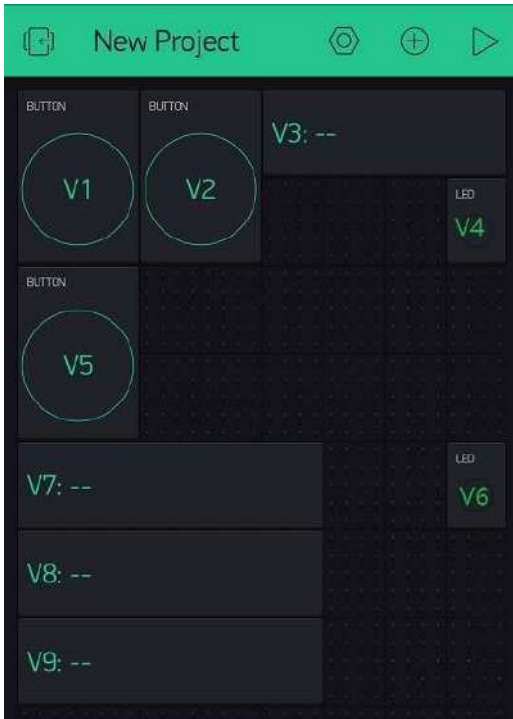 New Project
BUTTON
BUTTON
V1
V2
V3: --
LED
V4
BUTTON
V5
V7: --
LED
V6
V8: --
V9: --